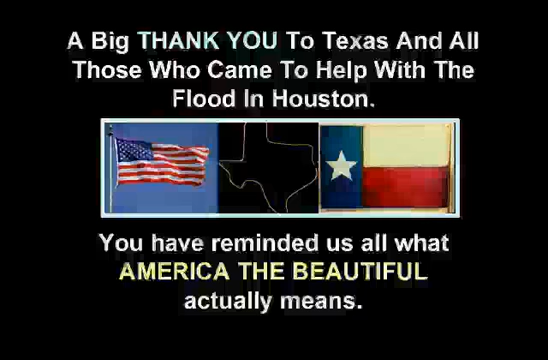 A Big THANK YOU To Texas And All
Those Who Came To Help With The
Flood In Houston.
You have reminded us all what
AMERICA THE BEAUTIFUL
actually means.